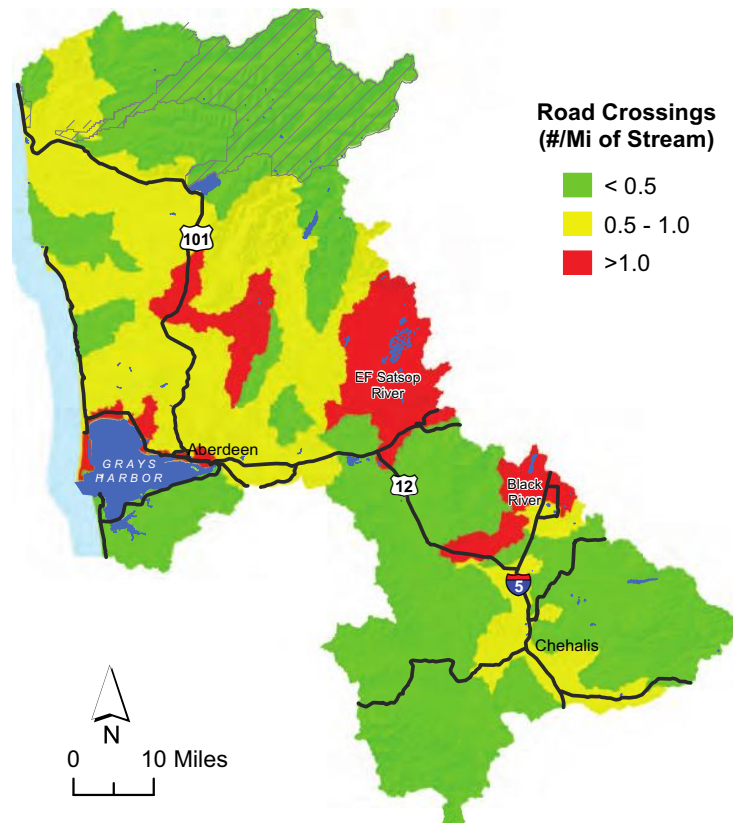 Road Crossings
(#/Mi of Stream)
< 0.5
0.5 - 1.0
>1.0
101
EF Satsop
River
Aberdeen
GRAYS
HARBOR
12
Black
River
5
Chehalis
N
0 10 Miles